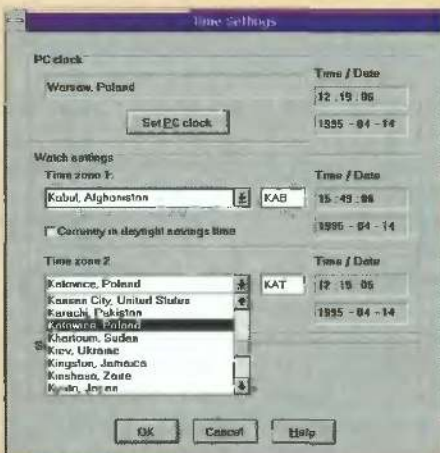 Time Settings
PC clock
Time / Date
Warsaw, Poland
12 : 19 : 06
Set PC clock
1995 - 04 - 14
Watch settings
Time zone 1:
Time / Date
Kabul, Afghanistan
KAB
15 : 49 : 06
Currently in daylight savings time
1995 - 04 - 14
Time zone 2
Time / Date
Katowice, Poland
KAT
12 : 19 : 06
Kansas City, United States
1995 - 04 - 14
Karachi, Pakistan
Katowice, Poland
Khartoum, Sudan
Kiev, Ukraine
Kingston, Jamaica
Kinshasa, Zaire
Kyoto, Japan
OK
Cancel
Help